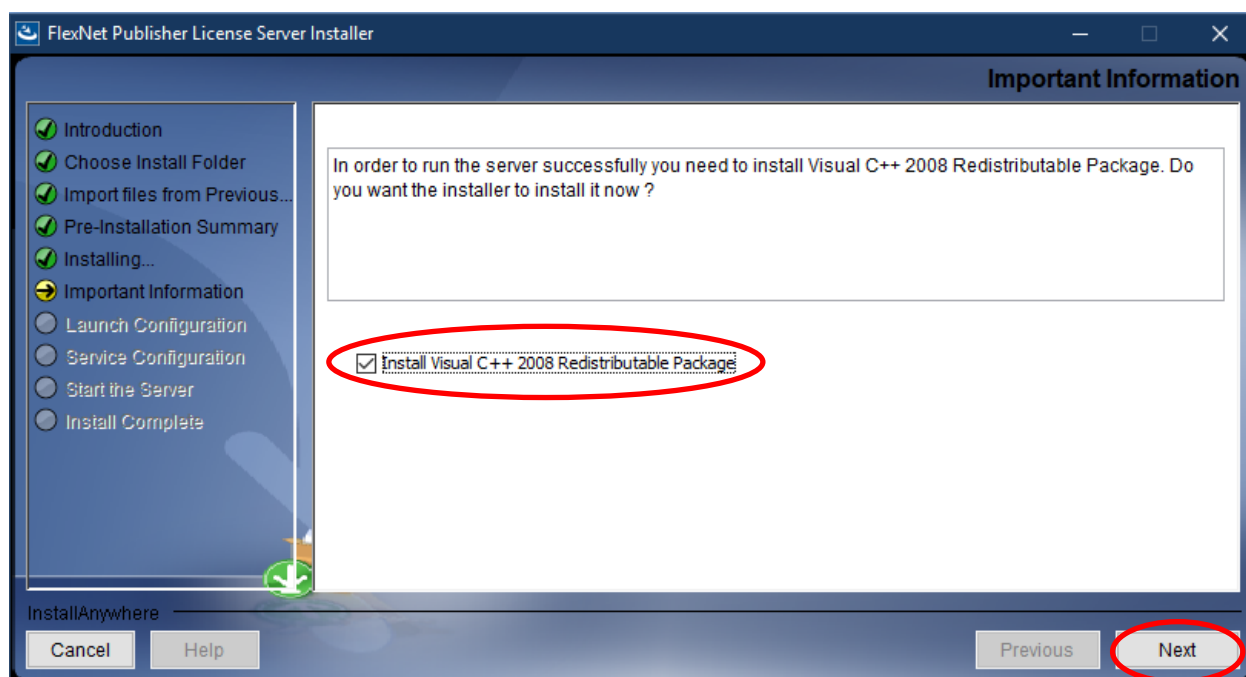 FlexNet Publisher License Server Installer
Important Information
Introduction
Choose Install Folder
Import files from Previous...
Pre-Installation Summary
Installing...
Important Information
Launch Configuration
Service Configuration
Start the Server
Install Complete
In order to run the server successfully you need to install Visual C++ 2008 Redistributable Package. Do
you want the installer to install it now ?
Install Visual C++ 2008 Redistributable Package
InstallAnywhere
Cancel Help Previous Next